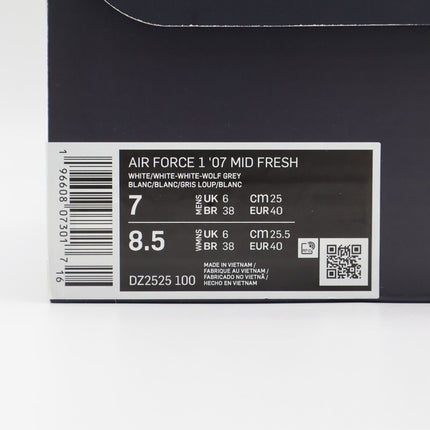 AIR FORCE 1 '07 MID FRESH
WHITE/WHITE-WHITE-WOLF GREY
BLANC/BLANC/GRIS LOUP/BLANC
7 MENS UK 6 CM 25
BR 38 EUR 40
8.5 WMNS UK 6 CM 25.5
BR 38 EUR 40
DZ2525 100
MADE IN VIETNAM /
FABRIQUE AU VIETNAM /
FABRICADO NO VIETNÃ /
HECHO EN VIETNAM
1 96608 07301 7 16